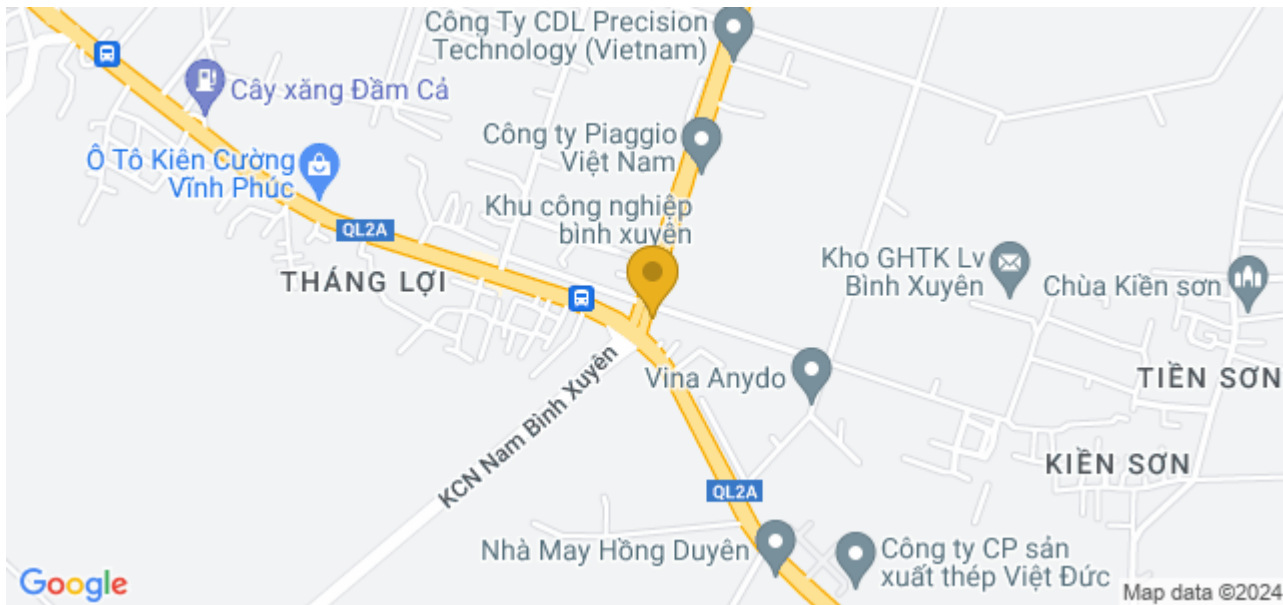 Công Ty CDL Precision
Technology (Vietnam)
Cây xăng Đầm Cả
Công ty Piaggio
Việt Nam
Ô Tô Kiên Cường
Vĩnh Phúc
Khu công nghiệp
bình xuyên
QL2A
THÁNG LỢI
Kho GHTK Lv
Bình Xuyên
Chùa Kiền sơn
KCN Nam Bình Xuyên
Vina Anydo
TIỀN SƠN
KIỀN SƠN
QL2A
Nhà May Hồng Duyên
Công ty CP sản
xuất thép Việt Đức
Google
Map data ©2024